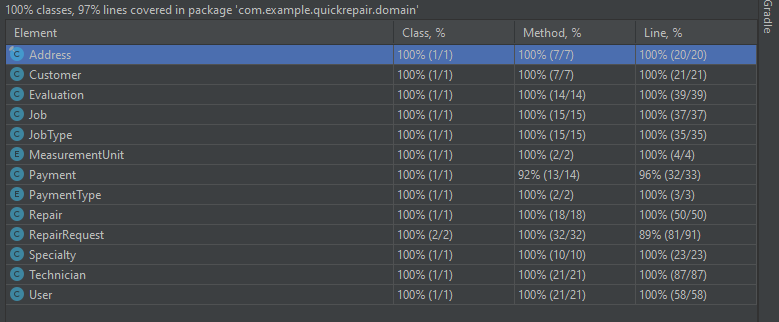 100% classes, 97% lines covered in package 'com.example.quickrepair.domain'
Element Class, % Method, % Line, %
C Address 100% (1/1) 100% (7/7) 100% (20/20)
C Customer 100% (1/1) 100% (7/7) 100% (21/21)
C Evaluation 100% (1/1) 100% (14/14) 100% (39/39)
C Job 100% (1/1) 100% (15/15) 100% (37/37)
C JobType 100% (1/1) 100% (15/15) 100% (35/35)
E MeasurementUnit 100% (1/1) 100% (2/2) 100% (4/4)
C Payment 100% (1/1) 92% (13/14) 96% (32/33)
E PaymentType 100% (1/1) 100% (2/2) 100% (3/3)
C Repair 100% (1/1) 100% (18/18) 100% (50/50)
C RepairRequest 100% (2/2) 100% (32/32) 89% (81/91)
C Specialty 100% (1/1) 100% (10/10) 100% (23/23)
C Technician 100% (1/1) 100% (21/21) 100% (87/87)
C User 100% (1/1) 100% (21/21) 100% (58/58)
Gradle